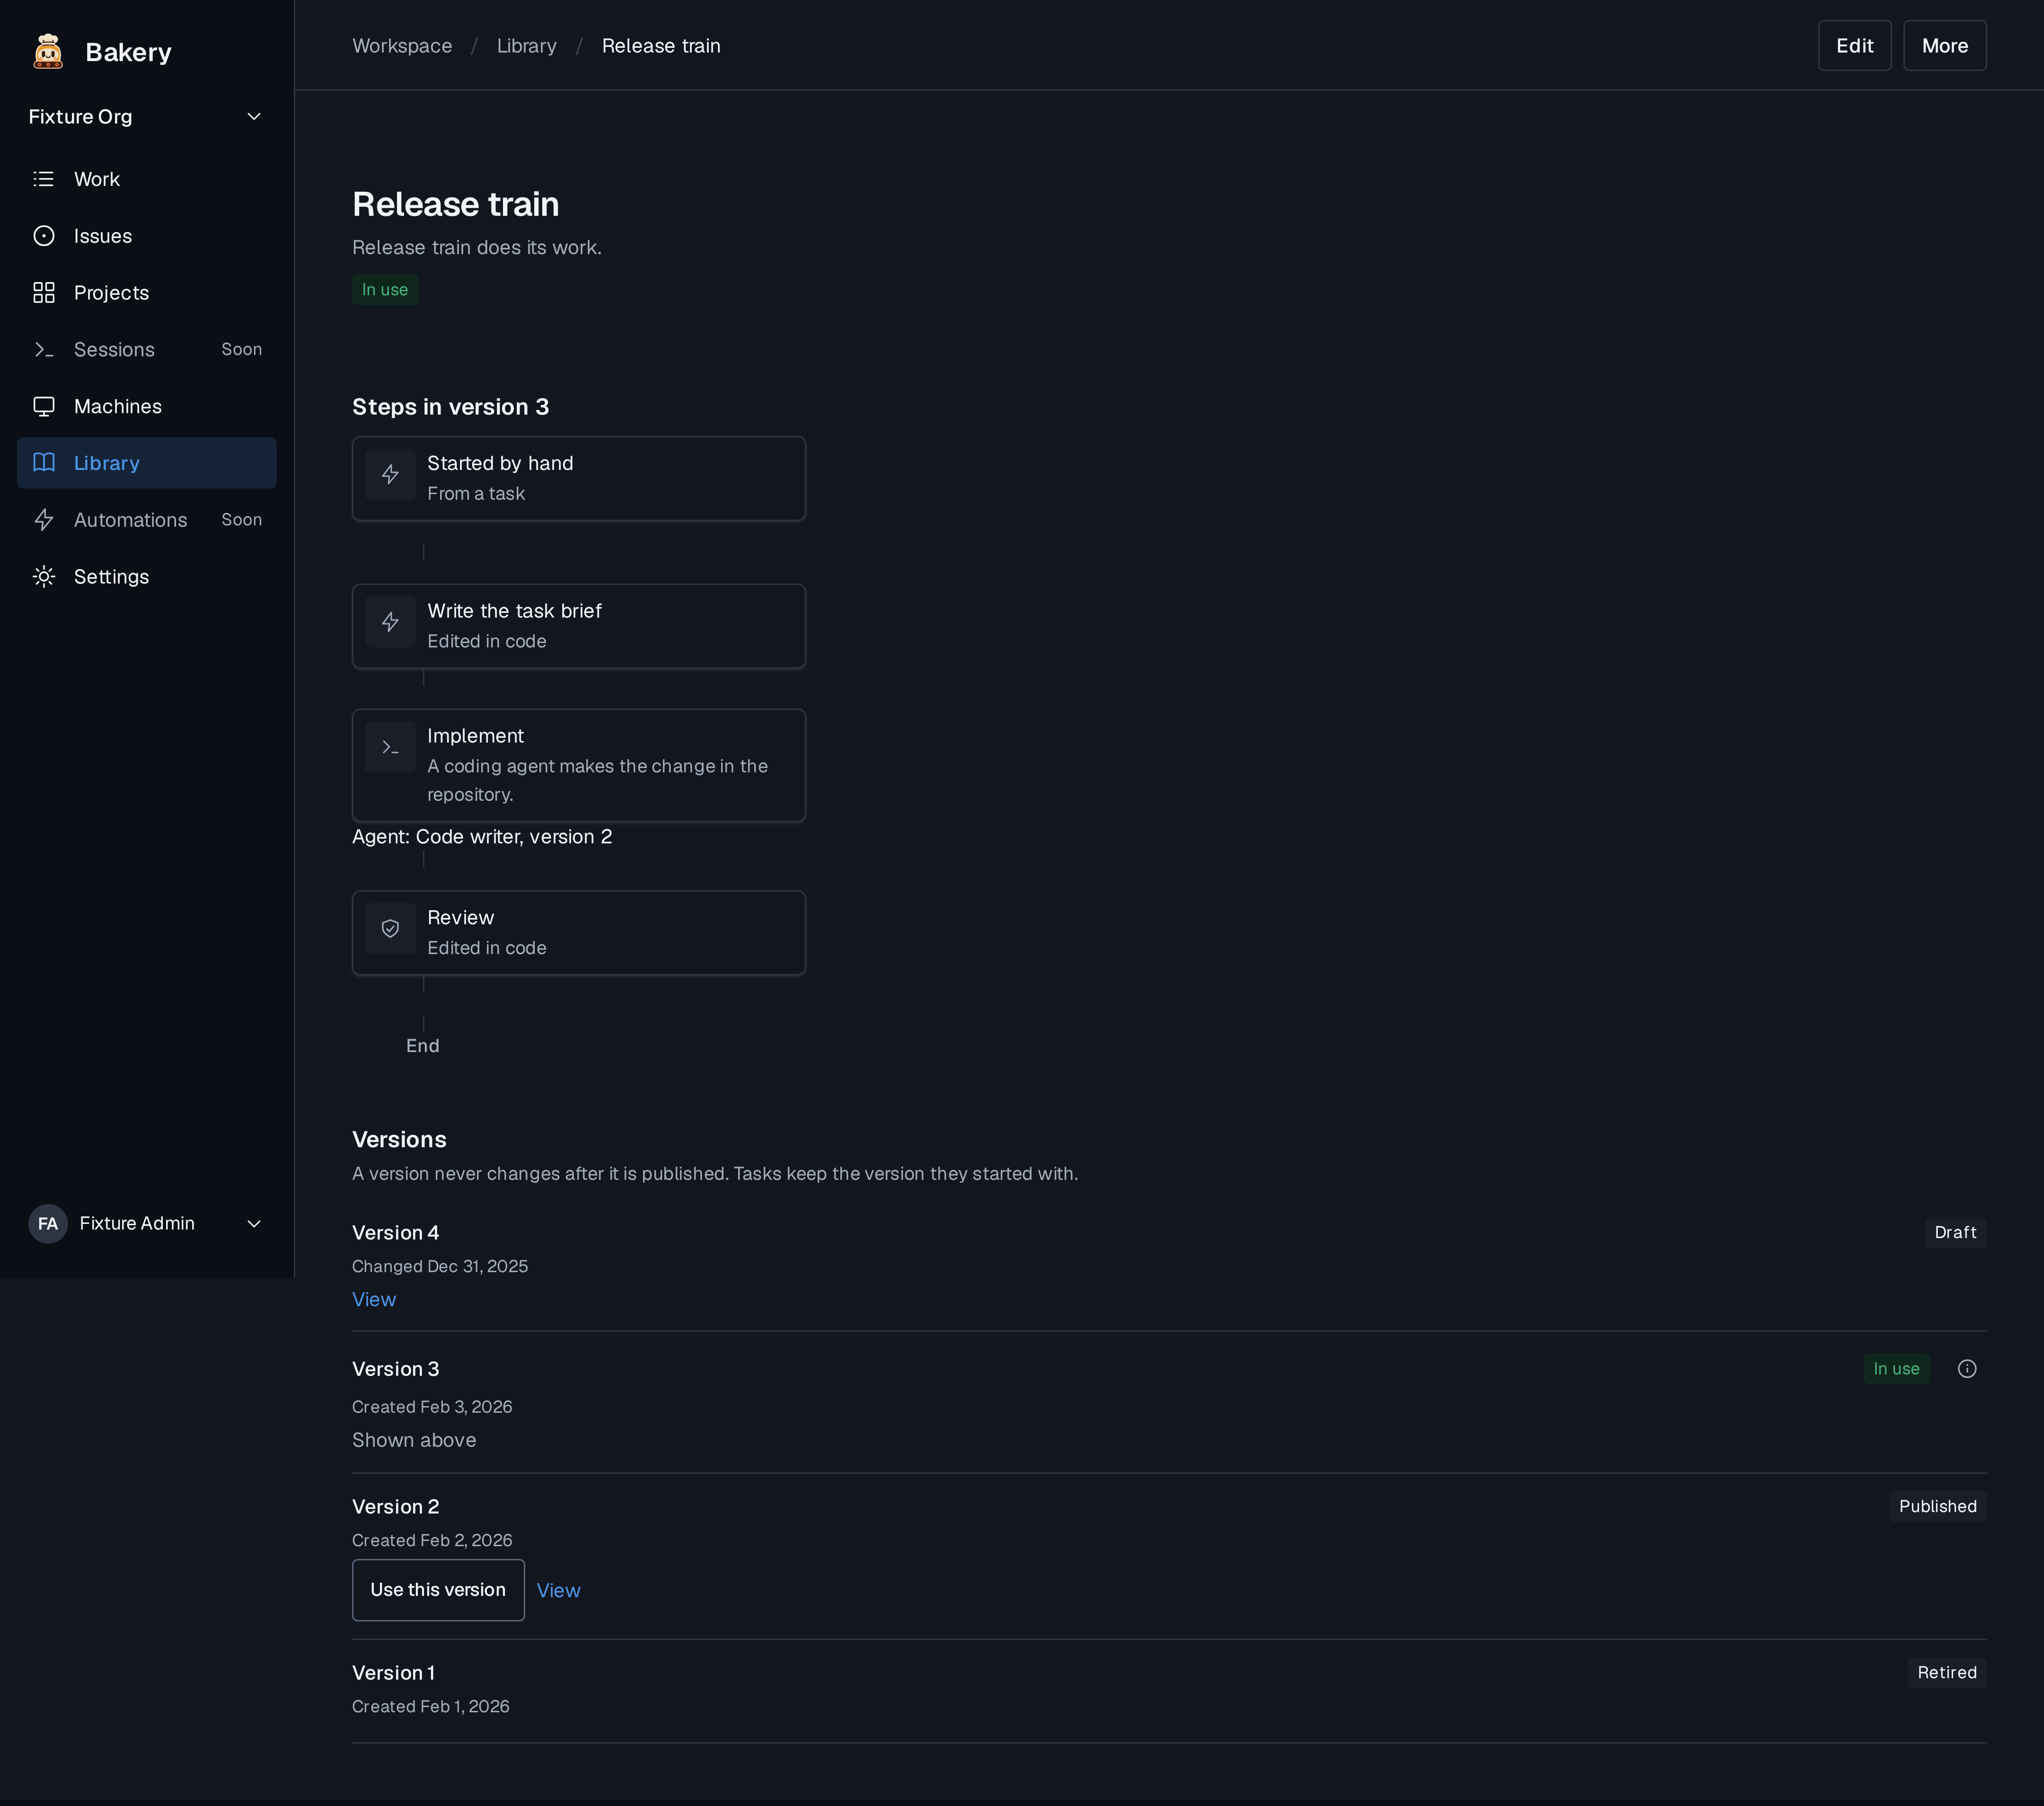 Bakery
Fixture Org
Work
Issues
Projects
Sessions Soon
Machines
Library
Automations Soon
Settings
FA Fixture Admin
Workspace / Library / Release train
Edit More
Release train
Release train does its work.
In use
Steps in version 3
Started by hand
From a task
Write the task brief
Edited in code
Implement
A coding agent makes the change in the
repository.
Agent: Code writer, version 2
Review
Edited in code
End
Versions
A version never changes after it is published. Tasks keep the version they started with.
Version 4 Draft
Changed Dec 31, 2025
View
Version 3 In use
Created Feb 3, 2026
Shown above
Version 2 Published
Created Feb 2, 2026
Use this version View
Version 1 Retired
Created Feb 1, 2026